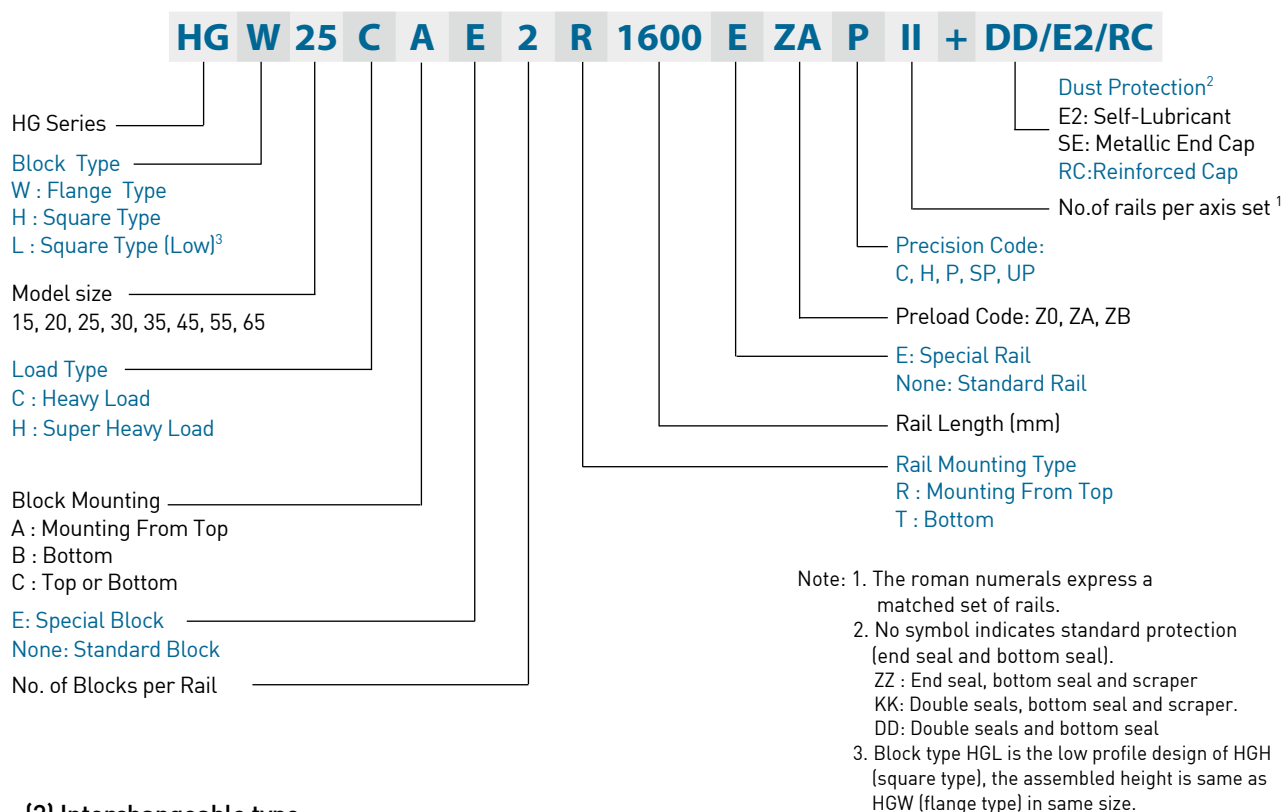 HG W 25 C A E 2 R 1600 E ZA P II + DD/E2/RC
HG Series
Block Type
W : Flange Type
H : Square Type
L : Square Type (Low)3
Model size
15, 20, 25, 30, 35, 45, 55, 65
Load Type
C : Heavy Load
H : Super Heavy Load
Block Mounting
A : Mounting From Top
B : Bottom
C : Top or Bottom
E: Special Block
None: Standard Block
No. of Blocks per Rail
Dust Protection2
E2: Self-Lubricant
SE: Metallic End Cap
RC:Reinforced Cap
No.of rails per axis set 1
Precision Code:
C, H, P, SP, UP
Preload Code: Z0, ZA, ZB
E: Special Rail
None: Standard Rail
Rail Length (mm)
Rail Mounting Type
R : Mounting From Top
T : Bottom
Note: 1. The roman numerals express a
matched set of rails.
2. No symbol indicates standard protection
(end seal and bottom seal).
ZZ : End seal, bottom seal and scraper
KK: Double seals, bottom seal and scraper.
DD: Double seals and bottom seal
3. Block type HGL is the low profile design of HGH
(square type), the assembled height is same as
HGW (flange type) in same size.